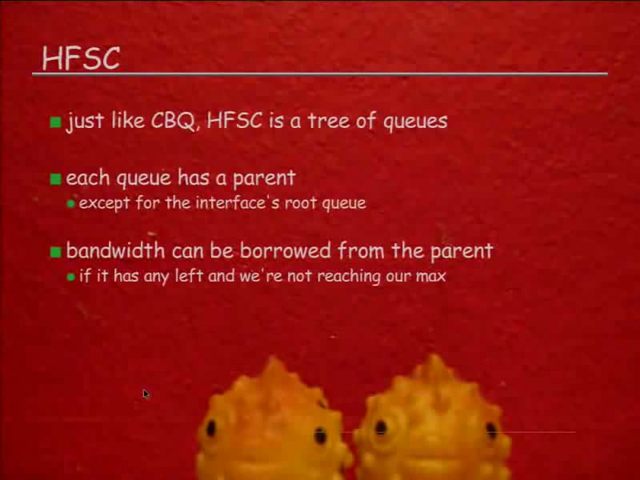 HFSC
just like CBQ, HFSC is a tree of queues
each queue has a parent
except for the interface's root queue
bandwidth can be borrowed from the parent
if it has any left and we're not reaching our max